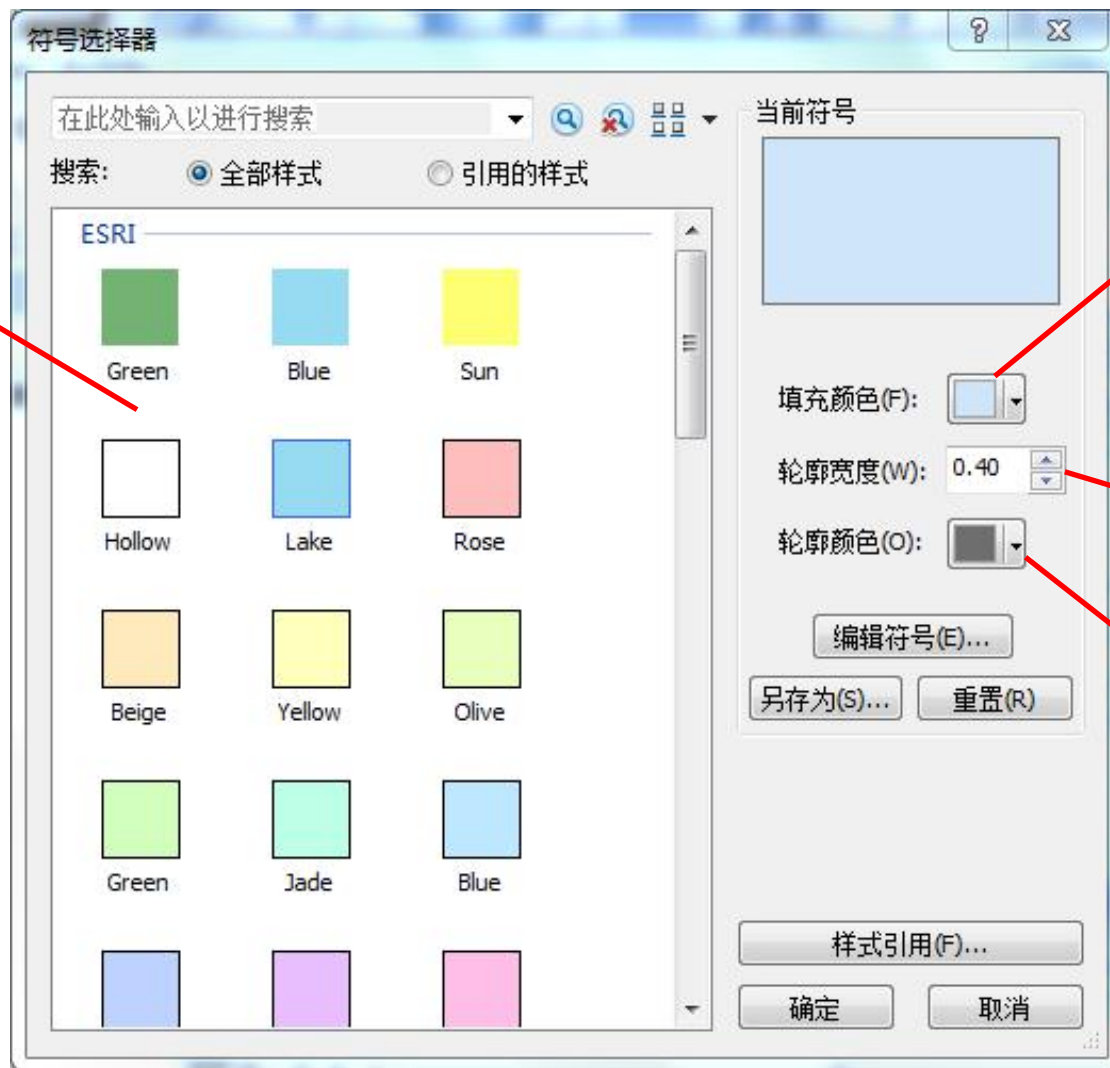 符号选择器
在此处输入以进行搜索
搜索: 全部样式 引用的样式
ESRI
Green Blue Sun
Hollow Lake Rose
Beige Yellow Olive
Green Jade Blue
当前符号
填充颜色(F):
轮廓宽度(W): 0.40
轮廓颜色(O):
编辑符号(E)...
另存为(S)... 重置(R)
样式引用(F)...
确定 取消